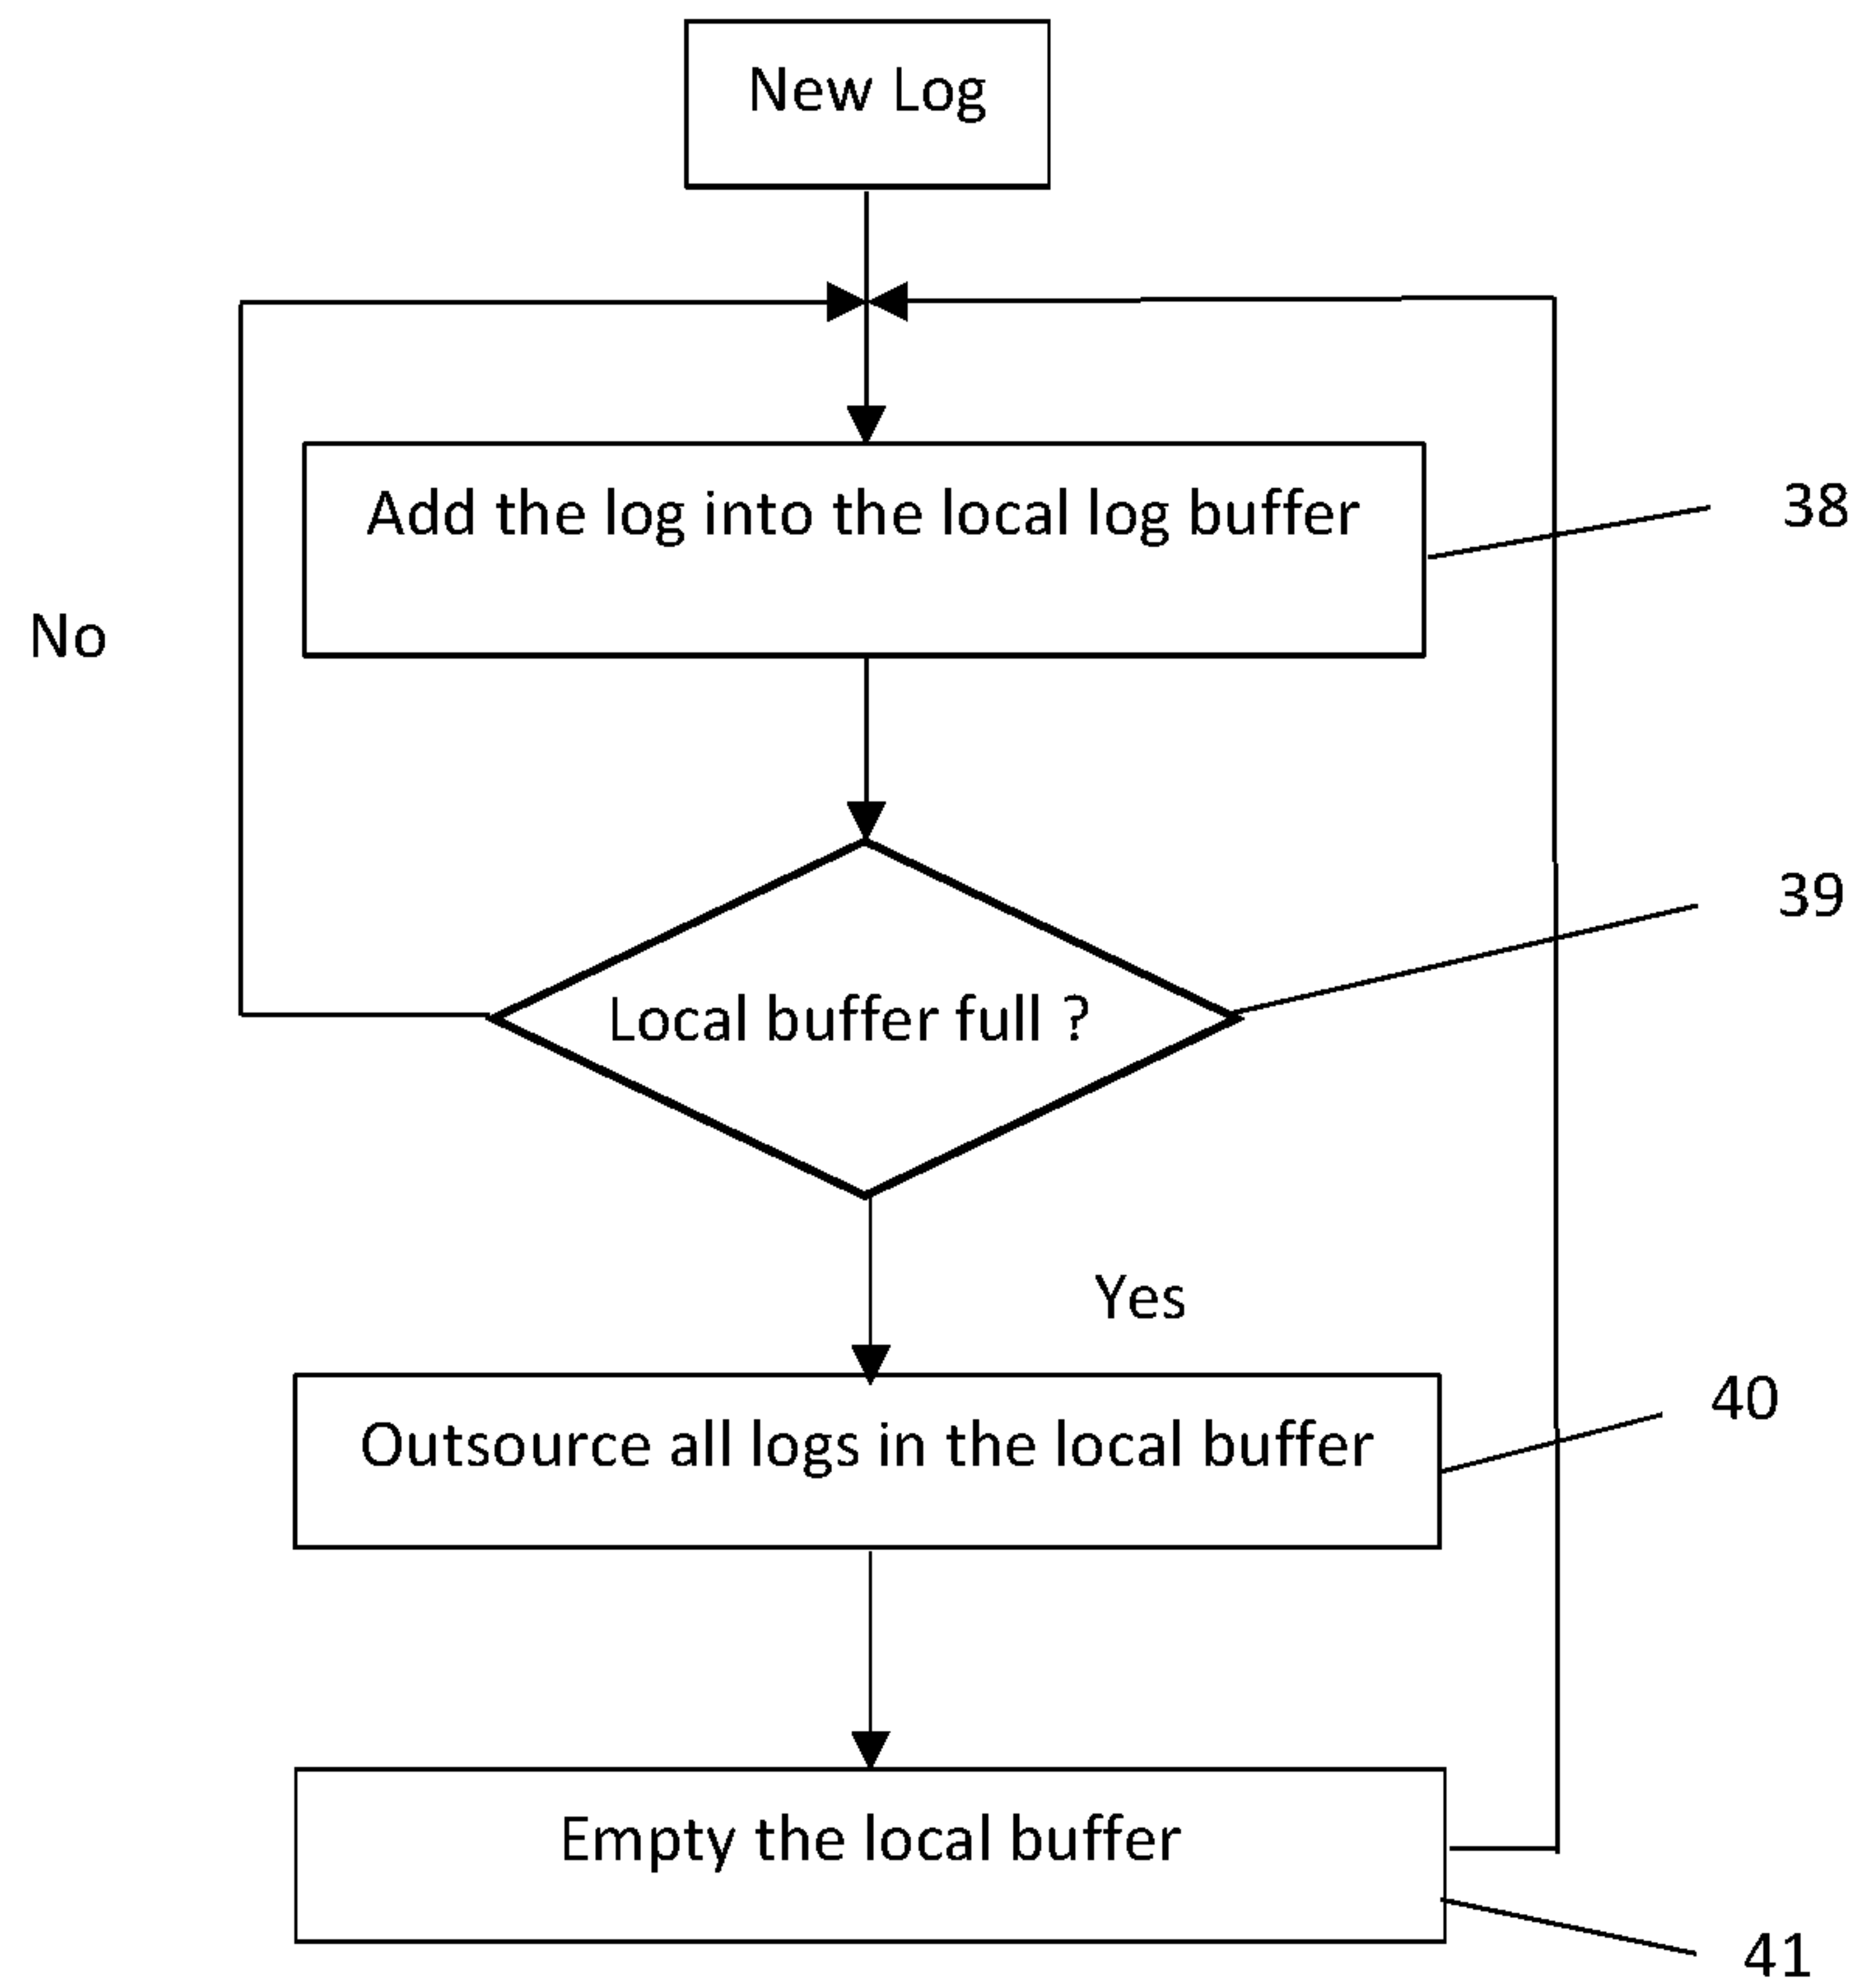 New Log
Add the log into the local log buffer
38
No
39
Local buffer full ?
Yes
40
Outsource all logs in the local buffer
Empty the local buffer
41